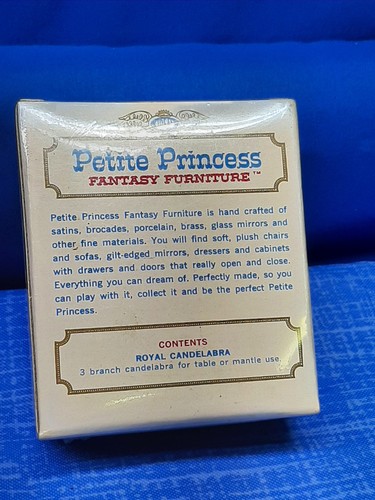 Petite Princess
FANTASY FURNITURE™
Petite Princess Fantasy Furniture is hand crafted of
satins, brocades, porcelain, brass, glass mirrors and
other fine materials. You will find soft, plush chairs
and sofas, gilt-edged mirrors, dressers and cabinets
with drawers and doors that really open and close.
Everything you can dream of. Perfectly made, so you
can play with it, collect it and be the perfect Petite
Princess.
CONTENTS
ROYAL CANDELABRA
3 branch candelabra for table or mantle use.